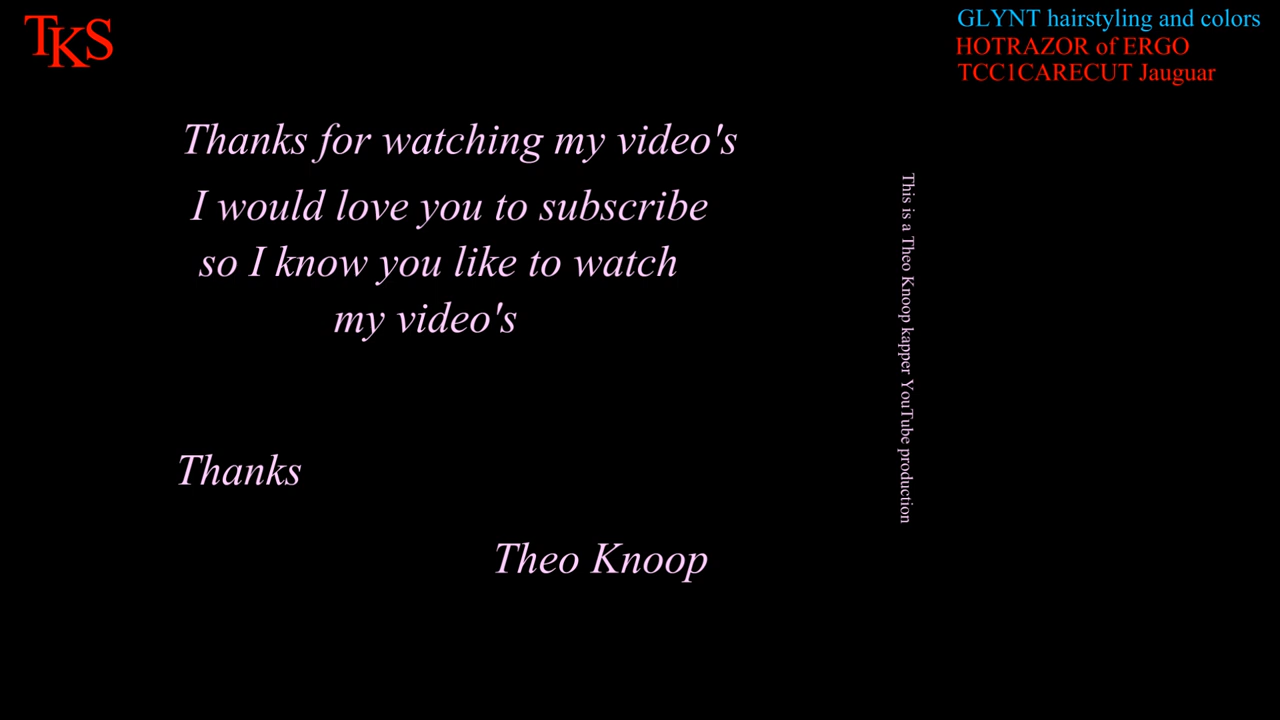 TKS
GLYNT hairstyling and colors
HOTRAZOR of ERGO
TCC1CARECUT Jauguar
Thanks for watching my video's
I would love you to subscribe
so I know you like to watch
my video's
This is a Theo Knoop kapper YouTube production
Thanks
Theo Knoop